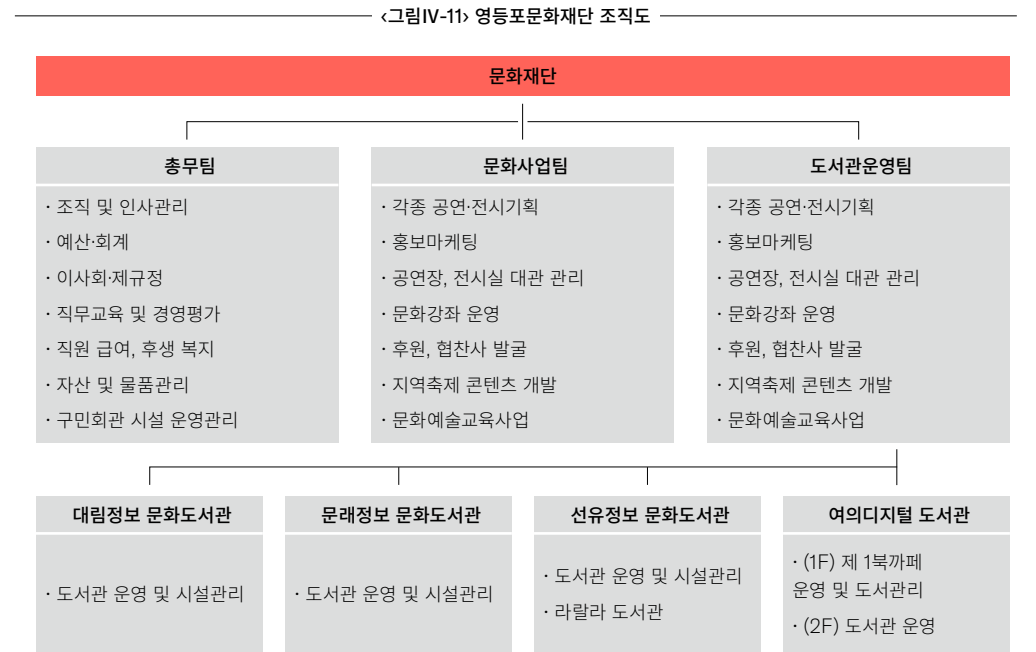 <그림IV-11> 영등포문화재단 조직도
문화재단
총무팀
· 조직 및 인사관리
· 예산·회계
· 이사회·제규정
· 직무교육 및 경영평가
· 직원 급여, 후생 복지
· 자산 및 물품관리
· 구민회관 시설 운영관리
문화사업팀
· 각종 공연·전시기획
· 홍보마케팅
· 공연장, 전시실 대관 관리
· 문화강좌 운영
· 후원, 협찬사 발굴
· 지역축제 콘텐츠 개발
· 문화예술교육사업
도서관운영팀
· 각종 공연·전시기획
· 홍보마케팅
· 공연장, 전시실 대관 관리
· 문화강좌 운영
· 후원, 협찬사 발굴
· 지역축제 콘텐츠 개발
· 문화예술교육사업
대림정보 문화도서관
· 도서관 운영 및 시설관리
문래정보 문화도서관
· 도서관 운영 및 시설관리
선유정보 문화도서관
· 도서관 운영 및 시설관리
· 라랄라 도서관
여의디지털 도서관
· (1F) 제 1북까페
운영 및 도서관리
· (2F) 도서관 운영